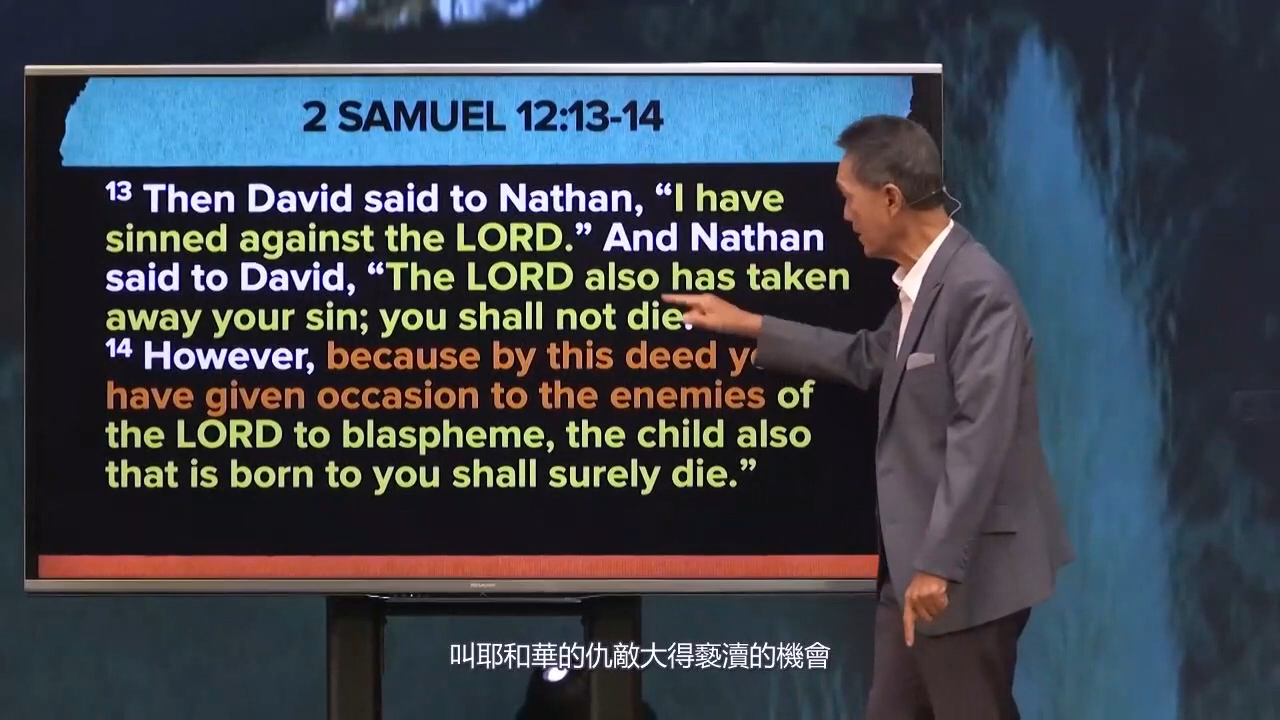 2 SAMUEL 12:13-14
13 Then David said to Nathan, “I have
sinned against the LORD.” And Nathan
said to David, “The LORD also has taken
away your sin; you shall not die.
14 However, because by this deed
have given occasion to the enemies of
the LORD to blaspheme, the child also
that is born to you shall surely die.”
叫耶和華的仇敵大得褻瀆的機會